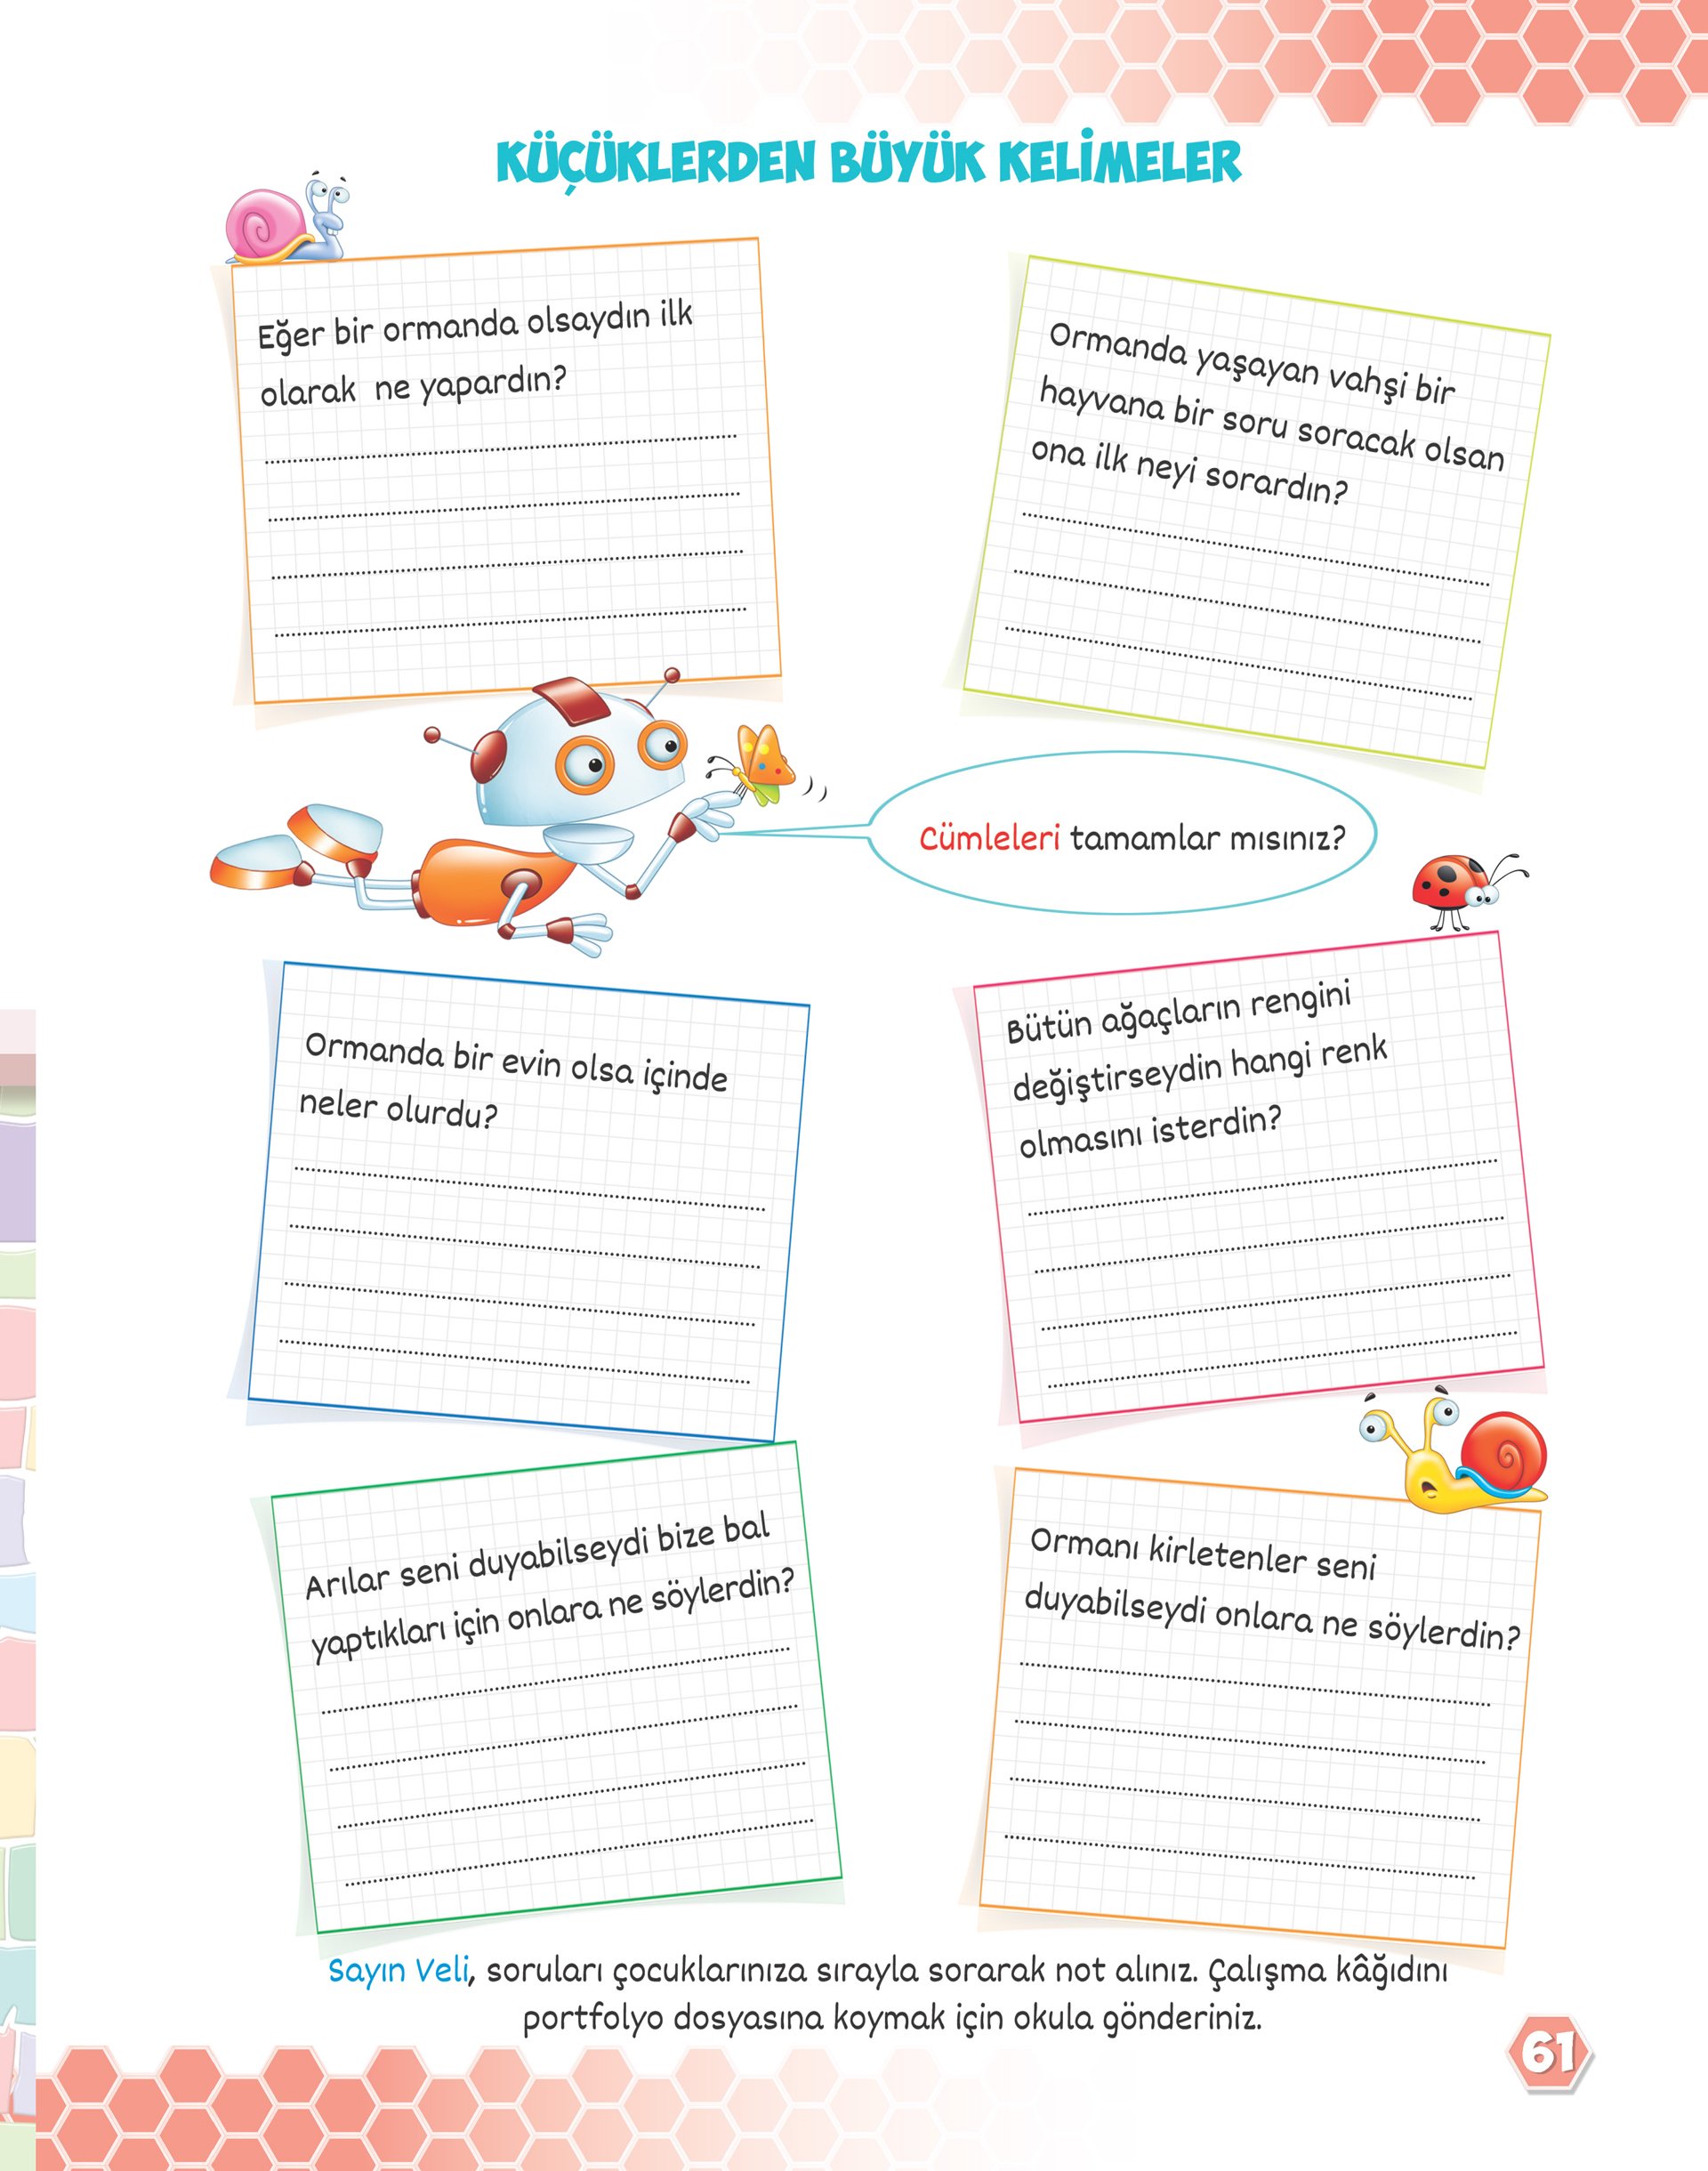 KÜÇÜKLERDEN BÜYÜK KELİMELER
Eğer bir ormanda olsaydın ilk
olarak ne yapardın?
Ormanda yaşayan vahşi bir
hayvana bir soru soracak olsan
ona ilk neyi sorardın?
Cümleleri tamamlar mısınız?
Ormanda bir evin olsa içinde
neler olurdu?
Bütün ağaçların rengini
değiştirseydin hangi renk
olmasını isterdin?
Arılar seni duyabilseydi bize bal
yaptıkları için onlara ne söylerdin?
Ormanı kirletenler seni
duyabilseydi onlara ne söylerdin?
Sayın Veli, soruları çocuklarınıza sırayla sorarak not alınız. Çalışma kâğıdını
portfolyo dosyasına koymak için okula gönderiniz.
61